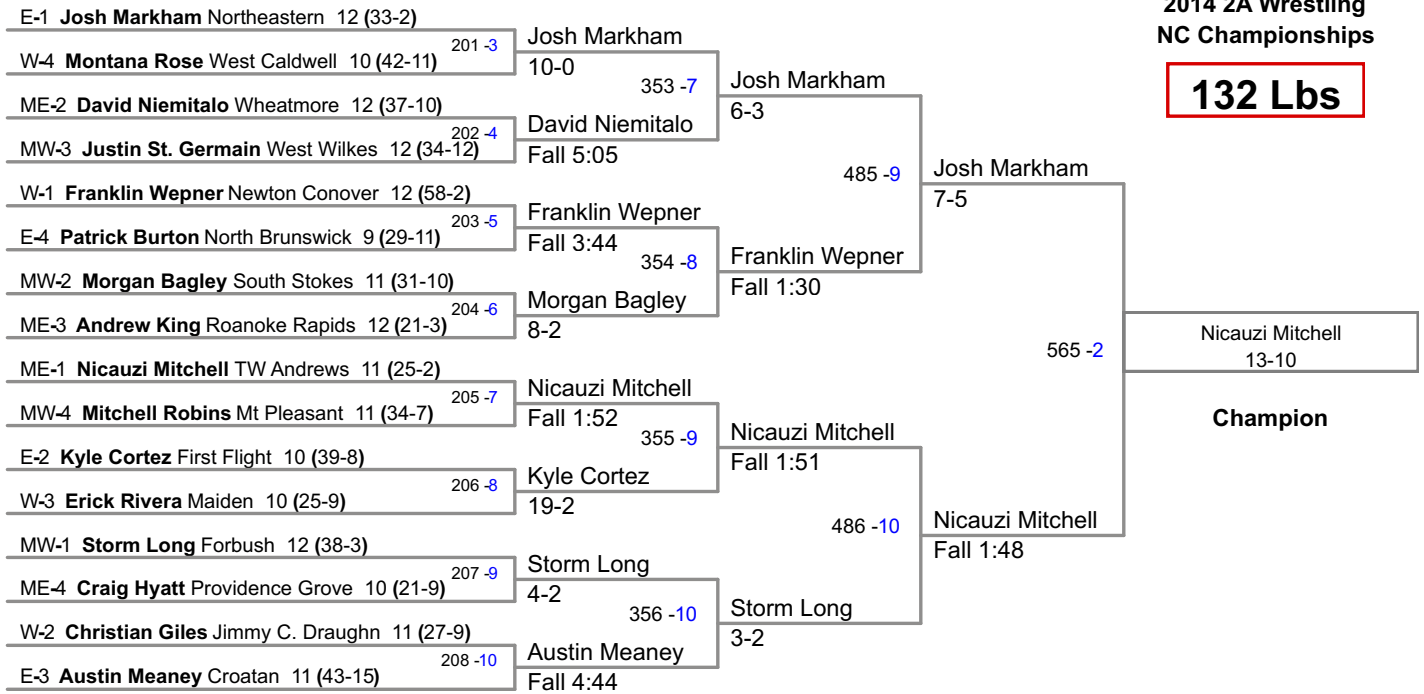 2014 2A Wrestling
NC Championships
132 Lbs
E-1 Josh Markham Northeastern 12 (33-2)
W-4 Montana Rose West Caldwell 10 (42-11)
ME-2 David Niemitalo Wheatmore 12 (37-10)
MW-3 Justin St. Germain West Wilkes 12 (34-12)
W-1 Franklin Wepner Newton Conover 12 (58-2)
E-4 Patrick Burton North Brunswick 9 (29-11)
MW-2 Morgan Bagley South Stokes 11 (31-10)
ME-3 Andrew King Roanoke Rapids 12 (21-3)
ME-1 Nicauzi Mitchell TW Andrews 11 (25-2)
MW-4 Mitchell Robins Mt Pleasant 11 (34-7)
E-2 Kyle Cortez First Flight 10 (39-8)
W-3 Erick Rivera Maiden 10 (25-9)
MW-1 Storm Long Forbush 12 (38-3)
ME-4 Craig Hyatt Providence Grove 10 (21-9)
W-2 Christian Giles Jimmy C. Draughn 11 (27-9)
E-3 Austin Meaney Croatan 11 (43-15)
201 -3
202 -4
203 -5
204 -6
205 -7
206 -8
207 -9
208 -10
Josh Markham
10-0
David Niemitalo
Fall 5:05
Franklin Wepner
Fall 3:44
Morgan Bagley
8-2
Nicauzi Mitchell
Fall 1:52
Kyle Cortez
19-2
Storm Long
4-2
Austin Meaney
Fall 4:44
353 -7
354 -8
355 -9
356 -10
Josh Markham
6-3
Franklin Wepner
Fall 1:30
Nicauzi Mitchell
Fall 1:51
Storm Long
3-2
485 -9
486 -10
Josh Markham
7-5
Nicauzi Mitchell
Fall 1:48
565 -2
Nicauzi Mitchell
13-10
Champion